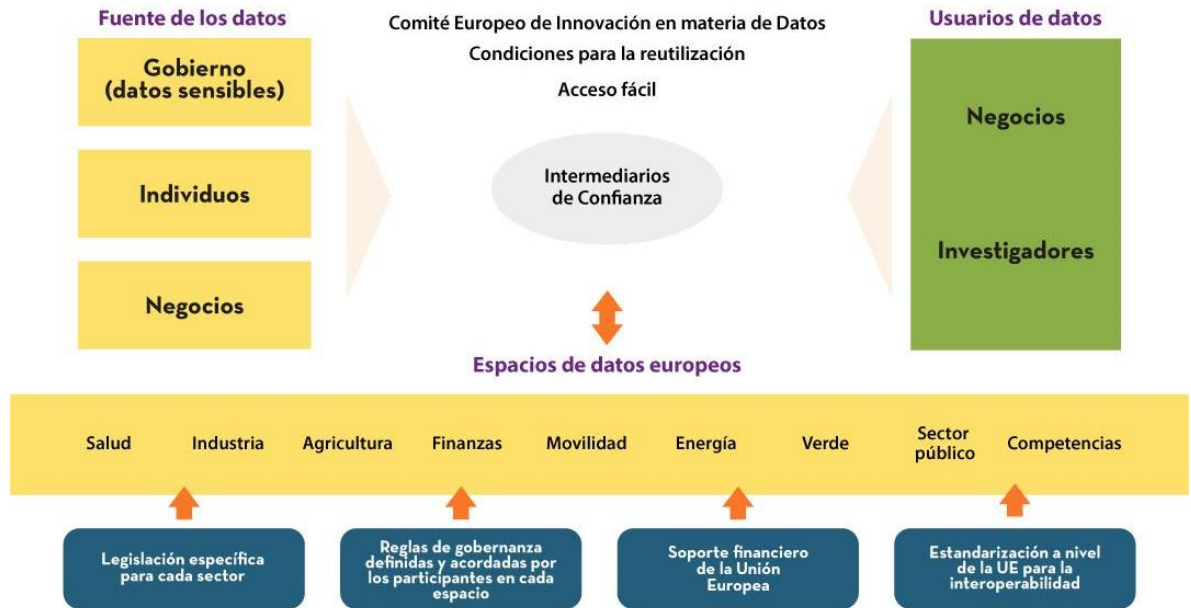 Fuente de los datos
Comité Europeo de Innovación en materia de Datos
Condiciones para la reutilización
Acceso fácil
Usuarios de datos
Gobierno
(datos sensibles)
Individuos
Negocios
Intermediarios
de Confianza
Negocios
Investigadores
Espacios de datos europeos
Salud
Industria
Agricultura
Finanzas
Movilidad
Energía
Verde
Sector
público
Competencias
Legislación específica
para cada sector
Reglas de gobernanza
definidas y acordadas por
los participantes en cada
espacio
Soporte financiero
de la Unión
Europea
Estandarización a nivel
de la UE para la
interoperabilidad